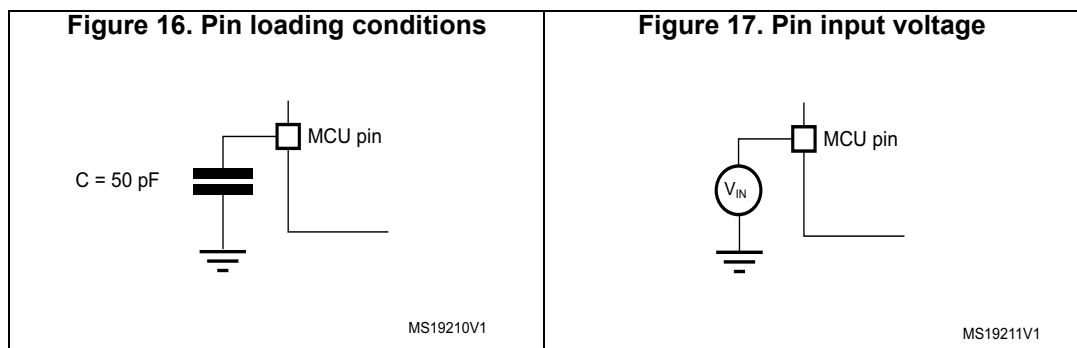 Figure 16. Pin loading conditions
MCU pin
C = 50 pF
MS19210V1
Figure 17. Pin input voltage
MCU pin
VIN
MS19211V1